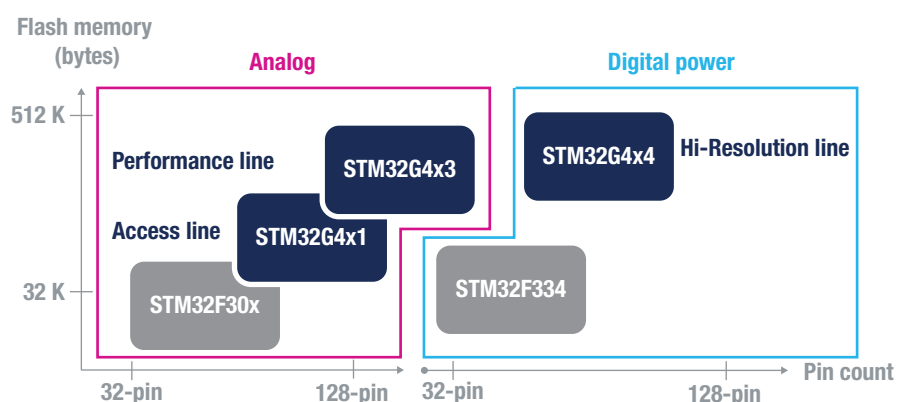 Flash memory
(bytes)
Analog
Digital power
512 K
Performance line
STM32G4x3
STM32G4x4
Hi-Resolution line
Access line
STM32G4x1
32 K
STM32F30x
STM32F334
Pin count
32-pin
128-pin
32-pin
128-pin